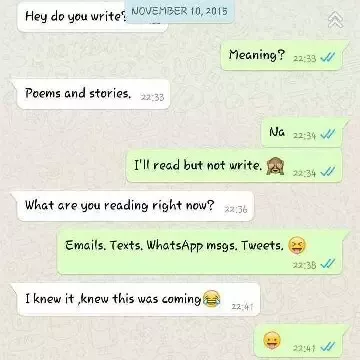 NOVEMBER 10, 2015
Hey do you write?
Meaning? 22:33
Poems and stories. 22:33
Na 22:34
I'll read but not write. 🙈 22:34
What are you reading right now? 22:36
Emails. Texts. WhatsApp msgs. Tweets. 😝
22:38
I knew it ,knew this was coming😂 22:41
😛 22:41